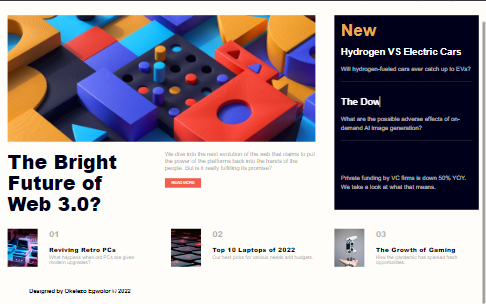 New
Hydrogen VS Electric Cars
Will hydrogen-fueled cars ever catch up to EVs?
The Dow
What are the possible adverse effects of on-
demand AI image generation?
Private funding by VC firms is down 50% YOY.
We take a look at what that means.
The Bright
Future of
Web 3.0?
We dive into the next evolution of the web that claims to put
the power of the platforms back into the hands of the
people. But is it really fulfilling its promise?
READ MORE
01
Reviving Retro PCs
What happens when old PCs are given
modern upgrades?
02
Top 10 Laptops of 2022
Our best picks for various needs and budgets.
03
The Growth of Gaming
How the pandemic has sparked fresh
opportunities.
Designed by Okeleizo Egwolor © 2022